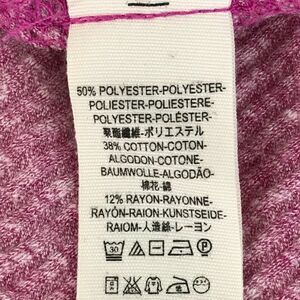 50% POLYESTER-POLYESTER-
POLIESTER-POLIESTERE-
POLYESTER-POLÉSTER-
聚酯纖維-ポリエステル
38% COTTON-COTON-
ALGODON-COTONE-
BAUMWOLLE-ALGODÃO-
棉花-綿
12% RAYON-RAYONNE-
RAYÓN-RAION-KUNSTSEIDE-
RAIOM-人造絲-レーヨン
30
P